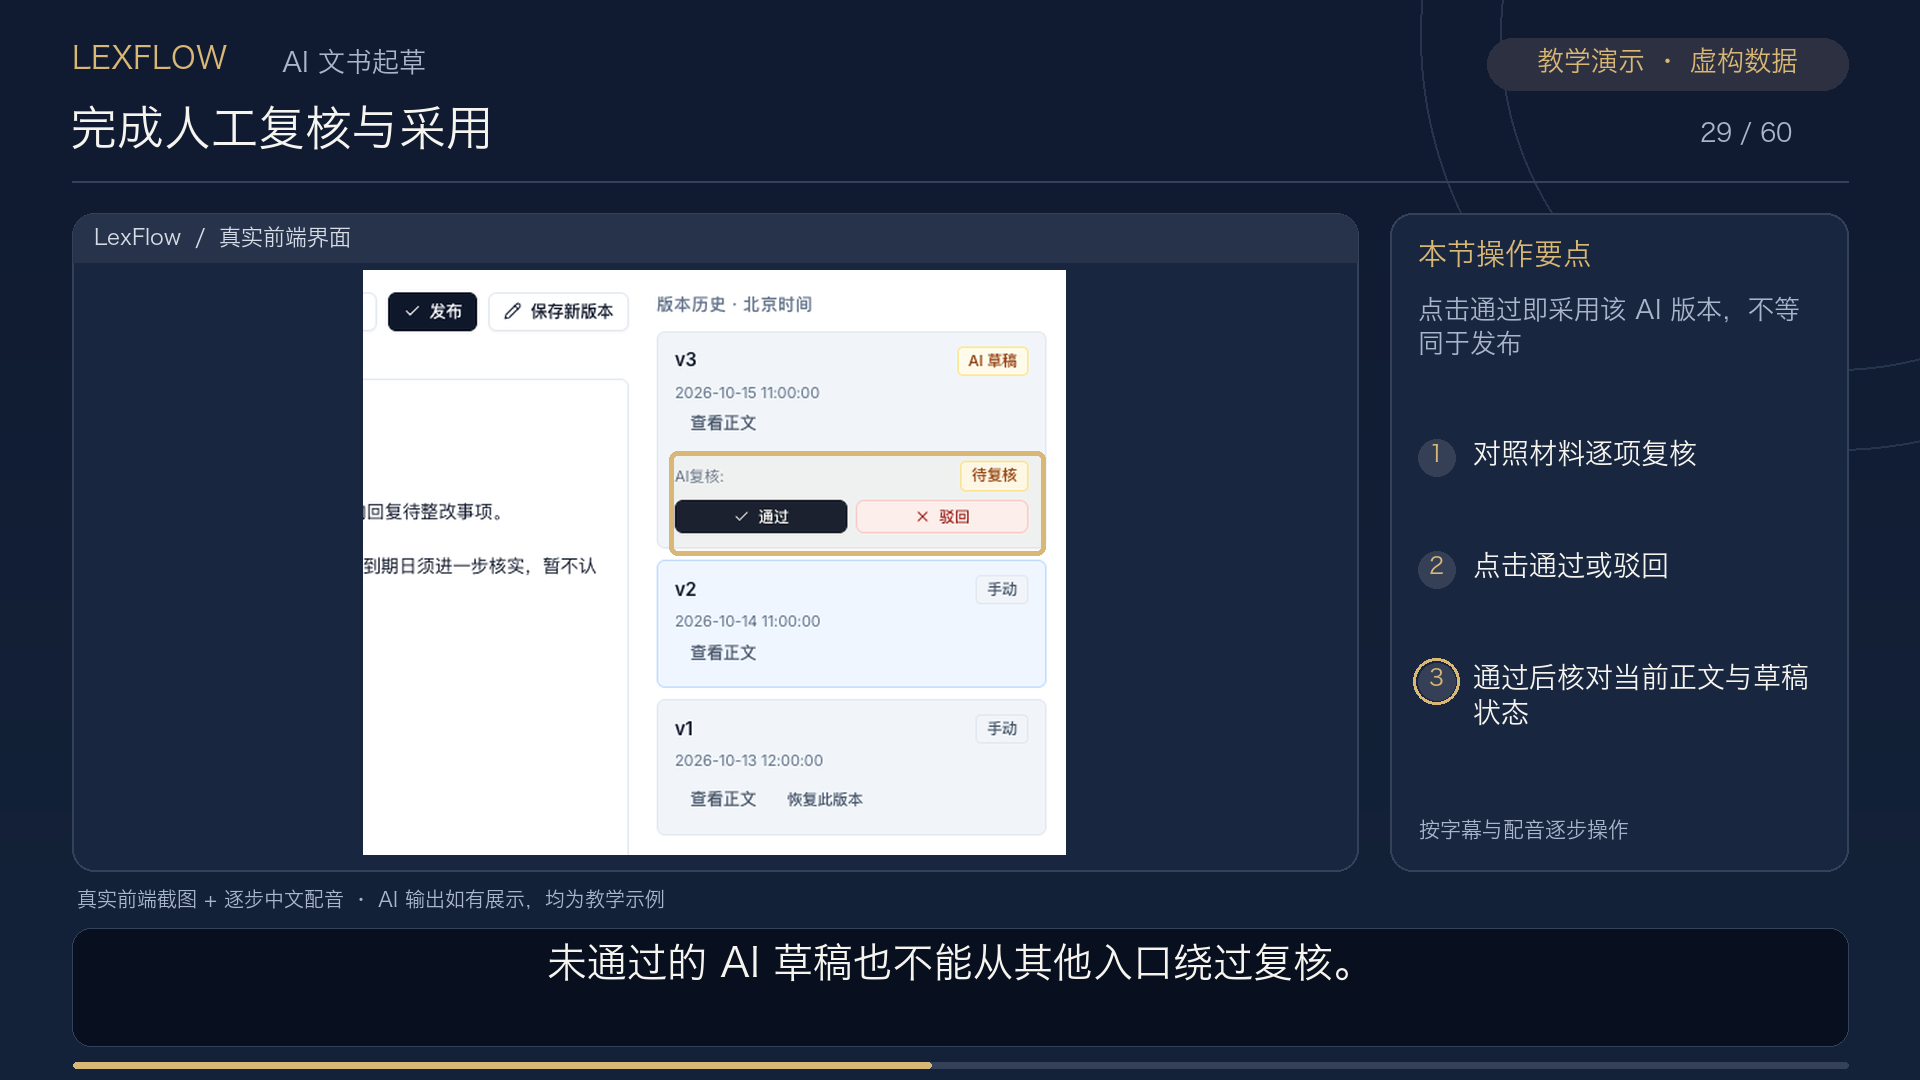 LEXFLOW AI 文书起草
教学演示 · 虚构数据
完成人工复核与采用
29 / 60
LexFlow / 真实前端界面
发布
保存新版本
回复待整改事项。
到期日须进一步核实，暂不认
版本历史 · 北京时间
v3 AI 草稿
2026-10-15 11:00:00
查看正文
AI复核: 待复核
通过 驳回
v2 手动
2026-10-14 11:00:00
查看正文
v1 手动
2026-10-13 12:00:00
查看正文 恢复此版本
本节操作要点
点击通过即采用该 AI 版本，不等
同于发布
1 对照材料逐项复核
2 点击通过或驳回
3 通过后核对当前正文与草稿
状态
按字幕与配音逐步操作
真实前端截图 + 逐步中文配音 · AI 输出如有展示，均为教学示例
未通过的 AI 草稿也不能从其他入口绕过复核。